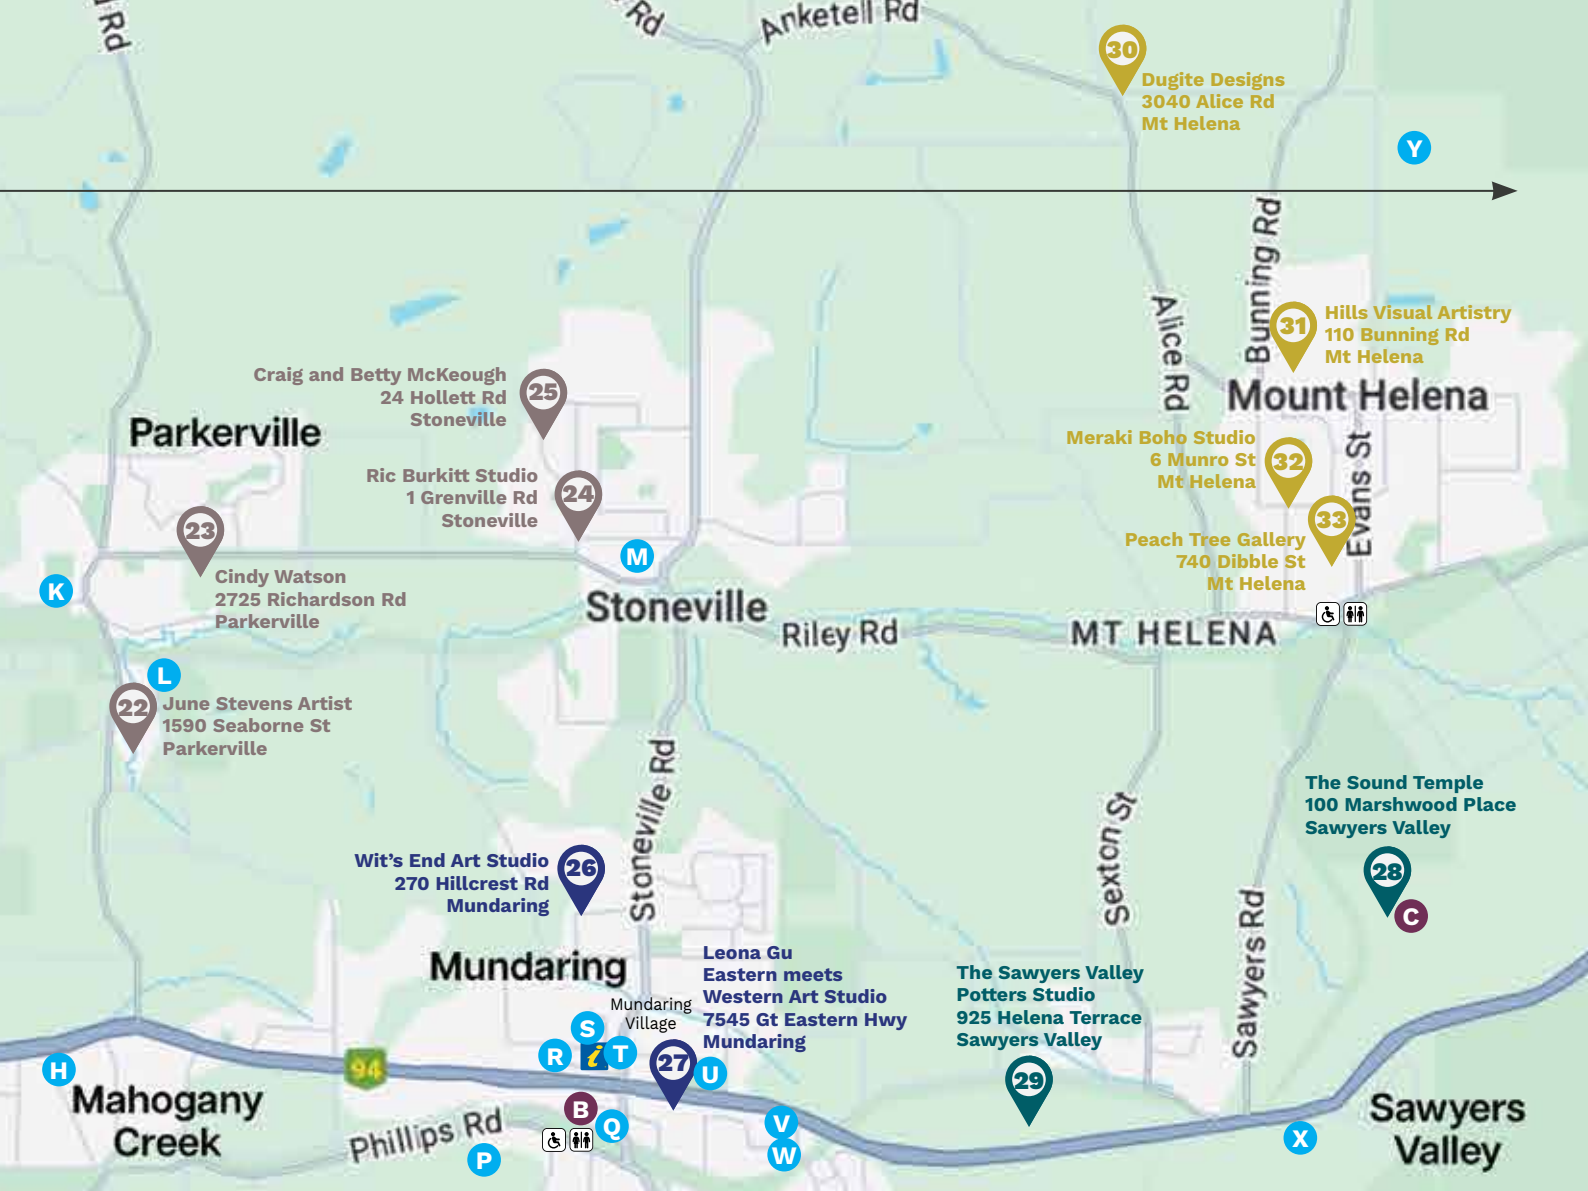 Rd
Rd
Anketell Rd
30
Dugite Designs
3040 Alice Rd
Mt Helena
Y
Bunning Rd
Alice Rd
31
Hills Visual Artistry
110 Bunning Rd
Mt Helena
Mount Helena
Craig and Betty McKeough
24 Hollett Rd
Stoneville
25
Parkerville
Ric Burkitt Studio
1 Grenville Rd
Stoneville
24
Meraki Boho Studio
6 Munro St
Mt Helena
32
Evans St
33
Peach Tree Gallery
740 Dibble St
Mt Helena
23
Cindy Watson
2725 Richardson Rd
Parkerville
K
M
Stoneville
Riley Rd
MT HELENA
L
22
June Stevens Artist
1590 Seaborne St
Parkerville
Stoneville Rd
Sexton St
The Sound Temple
100 Marshwood Place
Sawyers Valley
28
C
Wit's End Art Studio
270 Hillcrest Rd
Mundaring
26
Sawyers Rd
Mundaring
Leona Gu
Eastern meets
Western Art Studio
7545 Gt Eastern Hwy
Mundaring
Mundaring
Village
The Sawyers Valley
Potters Studio
925 Helena Terrace
Sawyers Valley
S
R
i
T
27
U
29
H
94
Mahogany
Creek
Phillips Rd
B
Q
P
V
W
X
Sawyers
Valley